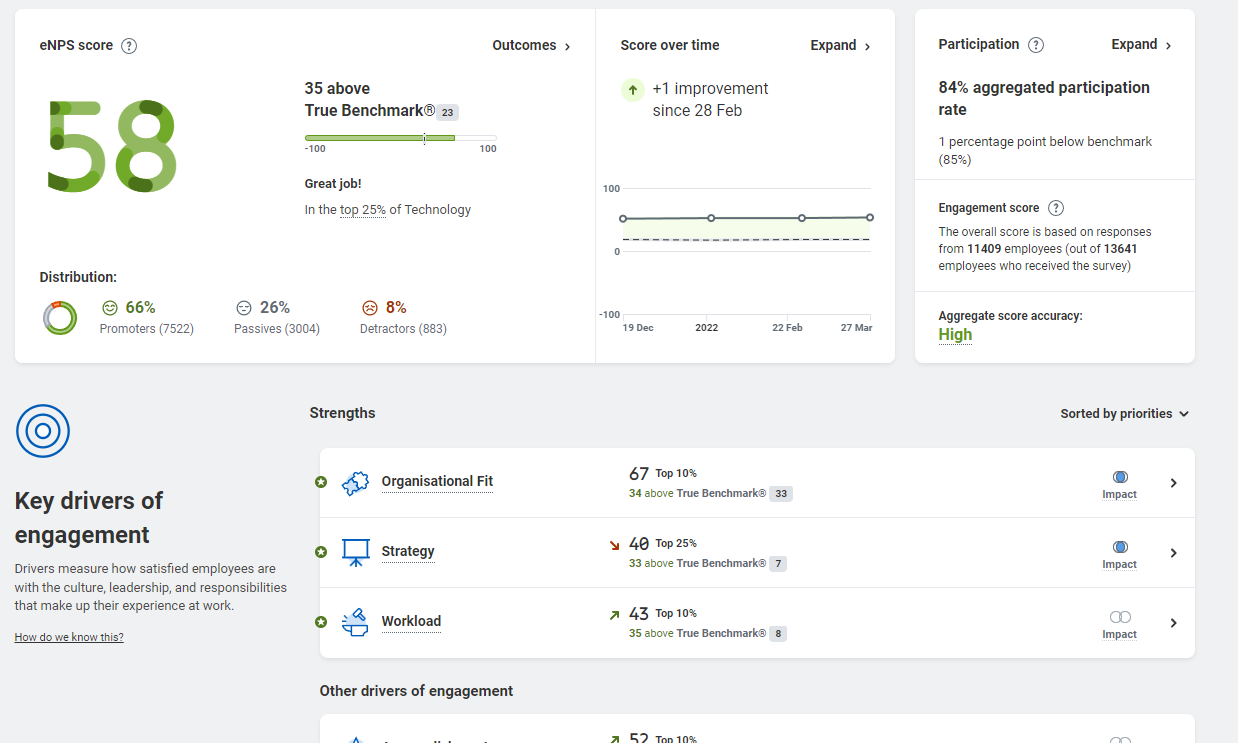 eNPS score ?
Outcomes
58
35 above
True Benchmark® 23
-100 100
Great job!
In the top 25% of Technology
Distribution:
66%
Promoters (7522)
26%
Passives (3004)
8%
Detractors (883)
Score over time
Expand
+1 improvement
since 28 Feb
100
0
-100
19 Dec 2022 22 Feb 27 Mar
Participation ?
Expand
84% aggregated participation
rate
1 percentage point below benchmark
(85%)
Engagement score ?
The overall score is based on responses
from 11409 employees (out of 13641
employees who received the survey)
Aggregate score accuracy:
High
Key drivers of
engagement
Drivers measure how satisfied employees are
with the culture, leadership, and responsibilities
that make up their experience at work.
How do we know this?
Strengths
Sorted by priorities
Organisational Fit
67 Top 10%
34 above True Benchmark® 33
Impact
Strategy
40 Top 25%
33 above True Benchmark® 7
Impact
Workload
43 Top 10%
35 above True Benchmark® 8
Impact
Other drivers of engagement
52 Top 10%